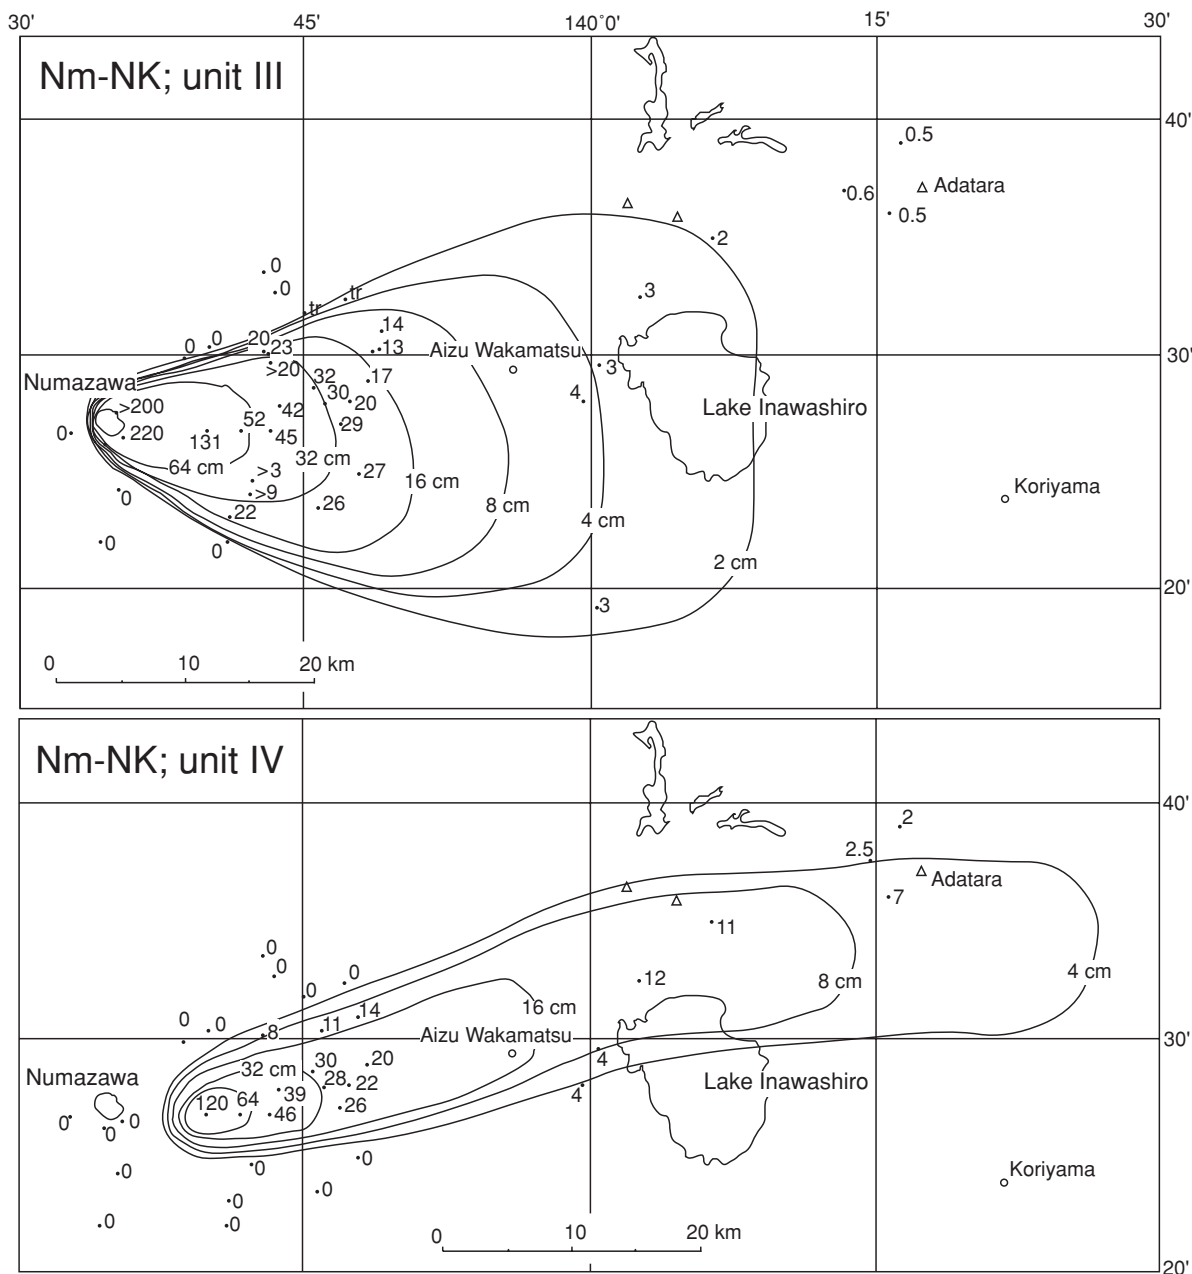 30' 45' 140°0' 15' 30'
Nm-NK; unit III
40'
0.5
Adatara
0.6
0.5
2
0
0
3
tr
tr
14
0
0
20
23
13
Aizu Wakamatsu
30'
>20
3
Numazawa
32
17
4
>200
42
30
20
Lake Inawashiro
0
220
131
52
45
29
64 cm
32 cm
>3
27
16 cm
>9
26
8 cm
Koriyama
0
22
4 cm
0
0
2 cm
20'
3
0 10 20 km
Nm-NK; unit IV
40'
2
2.5
Adatara
7
11
0
0
0
12
8 cm
4 cm
0
16 cm
0
0
8
11
14
Aizu Wakamatsu
30'
32 cm
30
20
4
Numazawa
28
22
Lake Inawashiro
120
64
39
4
0
0
0
46
26
0
0
0
0
Koriyama
0
0
0
0 10 20 km
20'